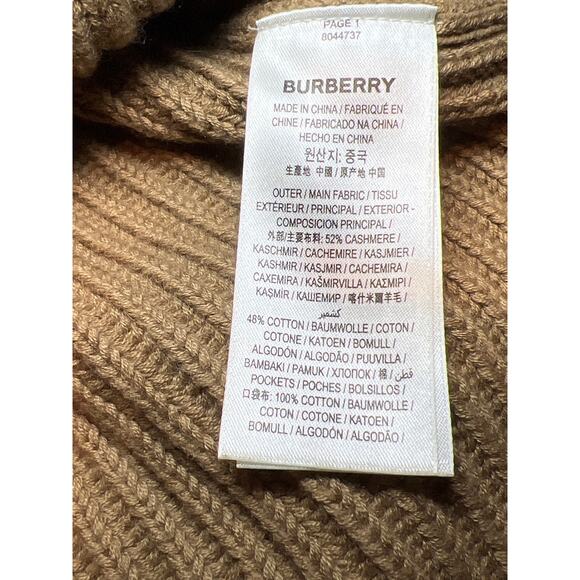 PAGE 1
8044737
BURBERRY
MADE IN CHINA / FABRIQUÉ EN
CHINE / FABRICADO NA CHINA /
HECHO EN CHINA
원산지: 중국
生產地 中國 / 原产地 中国
OUTER / MAIN FABRIC / TISSU
EXTÉRIEUR / PRINCIPAL / EXTERIOR -
COMPOSICION PRINCIPAL /
外部/主要布料: 52% CASHMERE /
KASCHMIR / CACHEMIRE / KASJMIER /
KASHMIR / KASJMIR / CACHEMIRA /
CAXEMIRA / KAŠMIRVILLA / ΚΑΣΜΙΡΙ /
KAŞMİR / КАШЕМИР / 喀什米爾羊毛 /
كشمير
48% COTTON / BAUMWOLLE / COTON /
COTONE / KATOEN / BOMULL /
ALGODÓN / ALGODÃO / PUUVILLA /
ΒΑΜΒΑΚΙ / PAMUK / ХЛОПОК / 棉 / قطن /
POCKETS / POCHES / BOLSILLOS /
口袋布: 100% COTTON / BAUMWOLLE /
COTON / COTONE / KATOEN /
BOMULL / ALGODÓN / ALGODÃO /